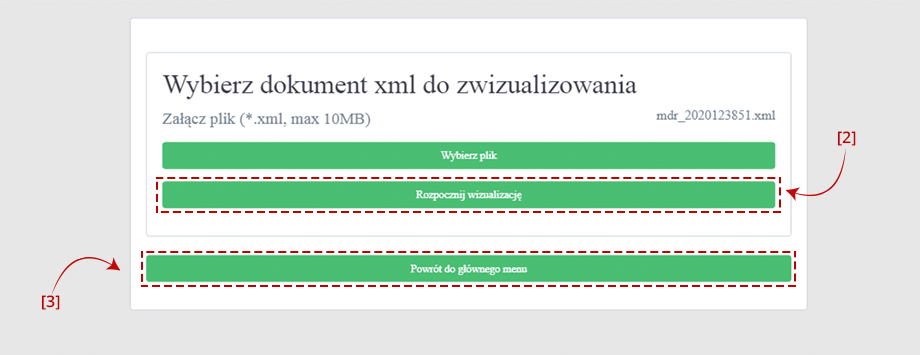 Wybierz dokument xml do zwizualizowania
Załącz plik (*.xml, max 10MB) mdr_2020123851.xml
[2]
Wybierz plik
Rozpocznij wizualizację
Powrót do głównego menu
[3]